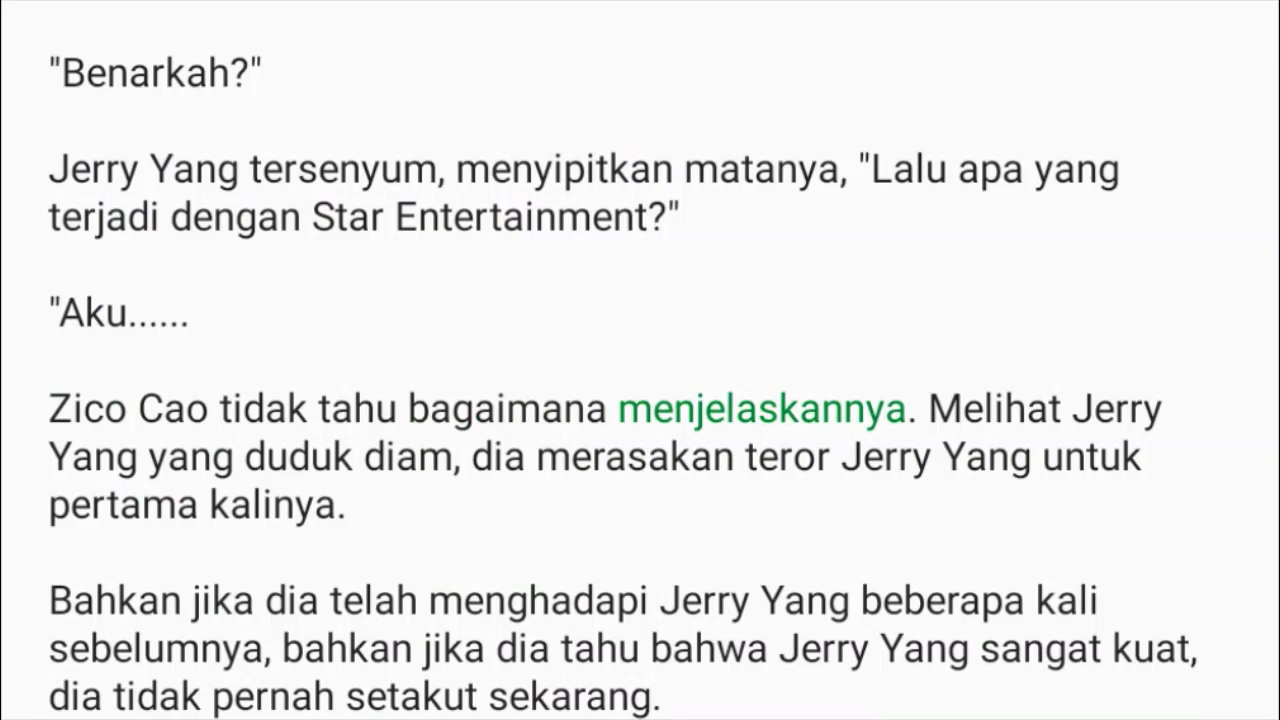 "Benarkah?"
Jerry Yang tersenyum, menyipitkan matanya, "Lalu apa yang
terjadi dengan Star Entertainment?"
"Aku......
Zico Cao tidak tahu bagaimana menjelaskannya. Melihat Jerry
Yang yang duduk diam, dia merasakan teror Jerry Yang untuk
pertama kalinya.
Bahkan jika dia telah menghadapi Jerry Yang beberapa kali
sebelumnya, bahkan jika dia tahu bahwa Jerry Yang sangat kuat,
dia tidak pernah setakut sekarang.